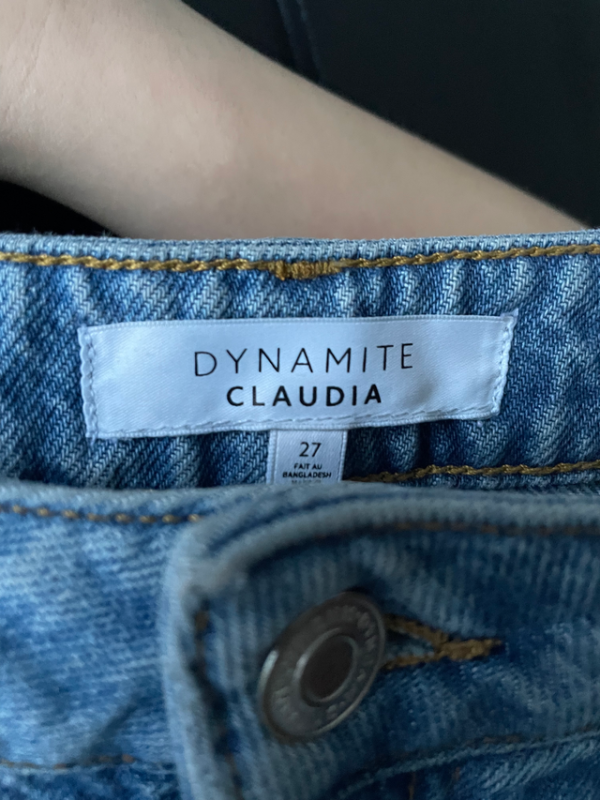 DYNAMITE
CLAUDIA
27
FAIT AU
BANGLADESH